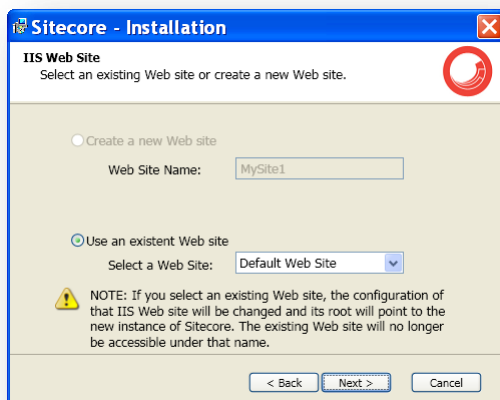 Sitecore - Installation
IIS Web Site
Select an existing Web site or create a new Web site.
Create a new Web site
Web Site Name: MySite1
Use an existent Web site
Select a Web Site: Default Web Site
NOTE: If you select an existing Web site, the configuration of
that IIS Web site will be changed and its root will point to the
new instance of Sitecore. The existing Web site will no longer
be accessible under that name.
< Back Next > Cancel